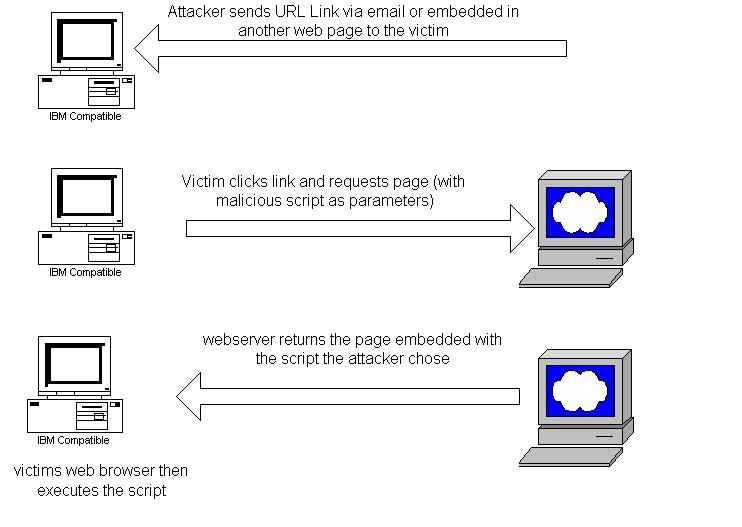 Attacker sends URL Link via email or embedded in
another web page to the victim
IBM Compatible
Victim clicks link and requests page (with
malicious script as parameters)
IBM Compatible
webserver returns the page embedded with
the script the attacker chose
IBM Compatible
victims web browser then
executes the script